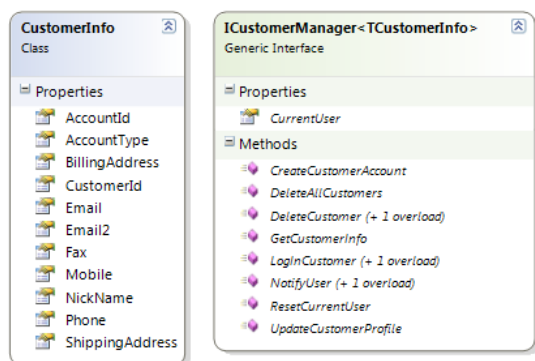 CustomerInfo
Class
Properties
AccountId
AccountType
BillingAddress
CustomerId
Email
Email2
Fax
Mobile
NickName
Phone
ShippingAddress
ICustomerManager<TCustomerInfo>
Generic Interface
Properties
CurrentUser
Methods
CreateCustomerAccount
DeleteAllCustomers
DeleteCustomer (+ 1 overload)
GetCustomerInfo
LogInCustomer (+ 1 overload)
NotifyUser (+ 1 overload)
ResetCurrentUser
UpdateCustomerProfile